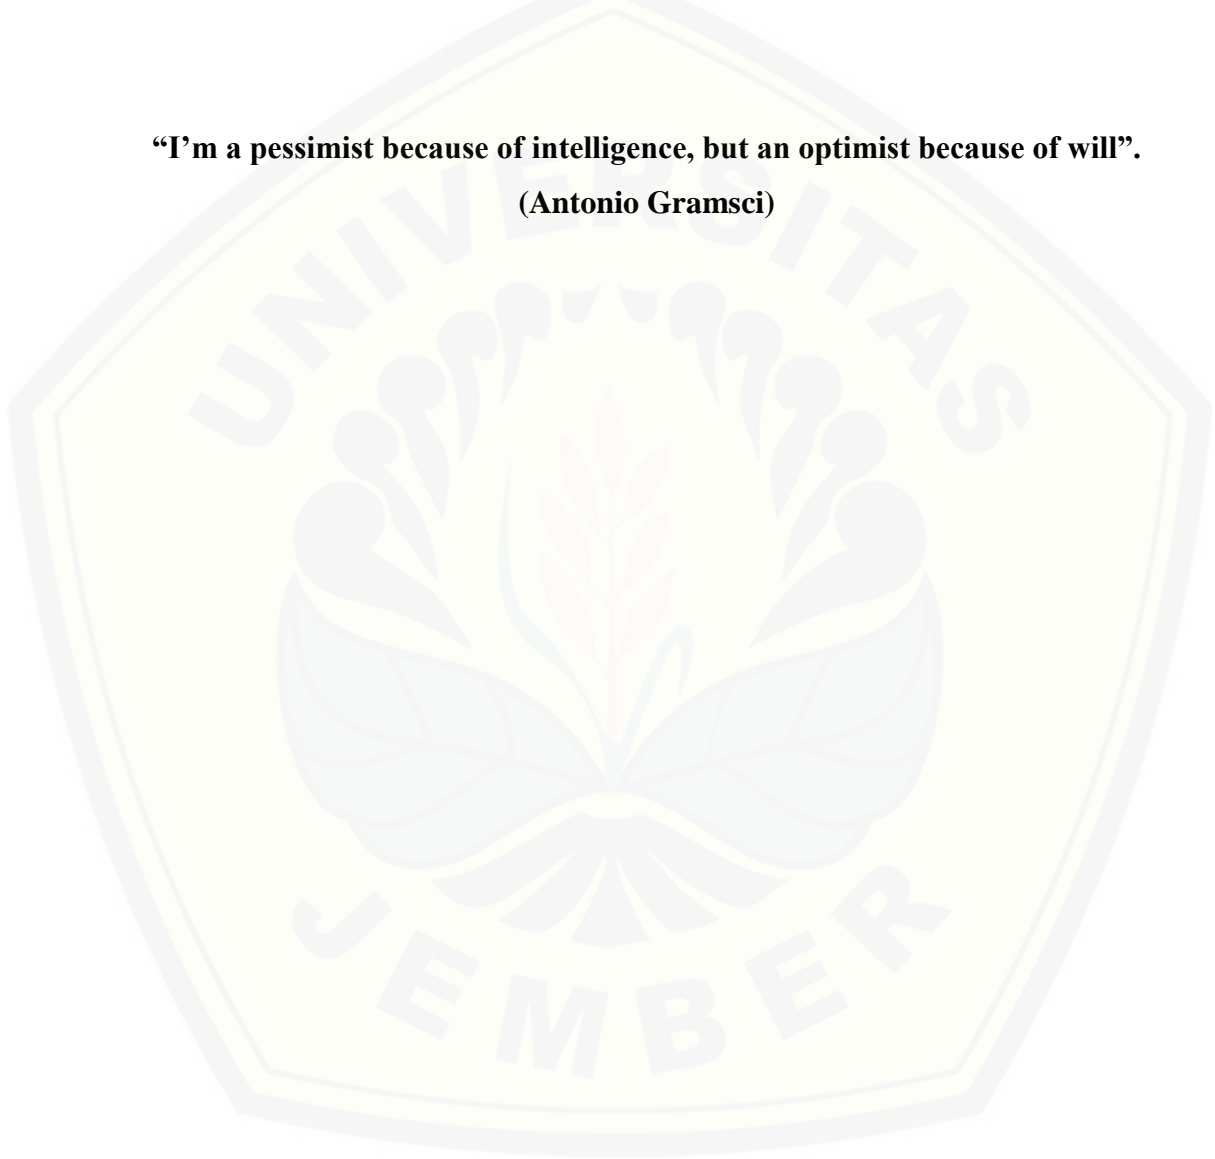 “I’m a pessimist because of intelligence, but an optimist because of will”.
(Antonio Gramsci)
UNIVERSITAS
JEMBER